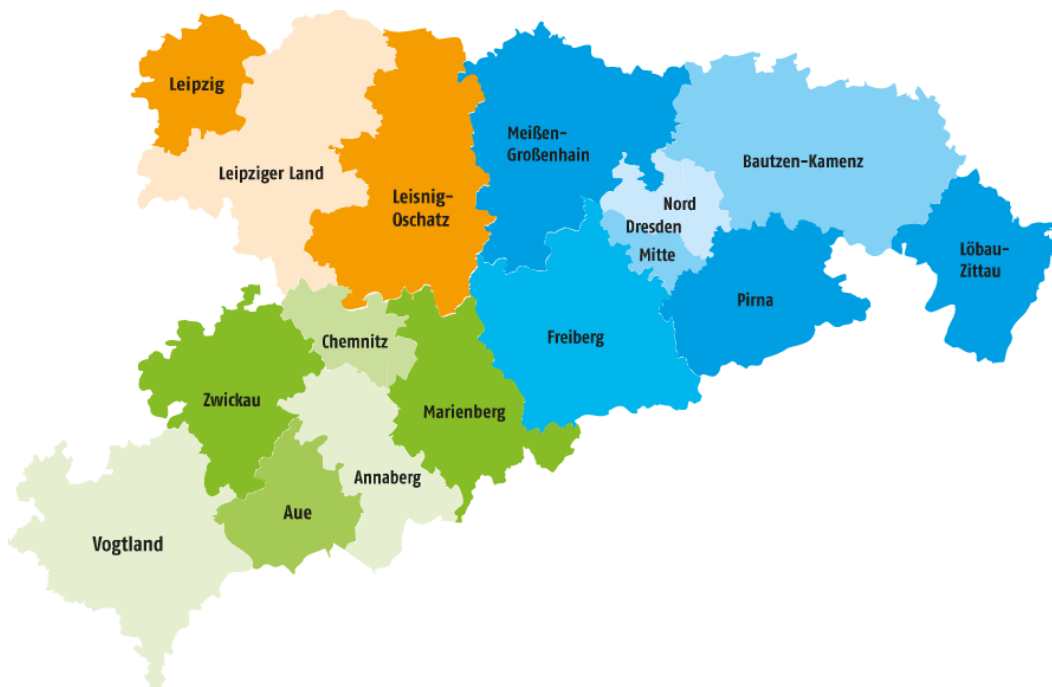 Leipzig
Meißen-
Großenhain
Bautzen-Kamenz
Leipziger Land
Leisnig-
Oschatz
Nord
Dresden
Mitte
Löbau-
Zittau
Pirna
Chemnitz
Freiberg
Zwickau
Marienberg
Annaberg
Aue
Vogtland